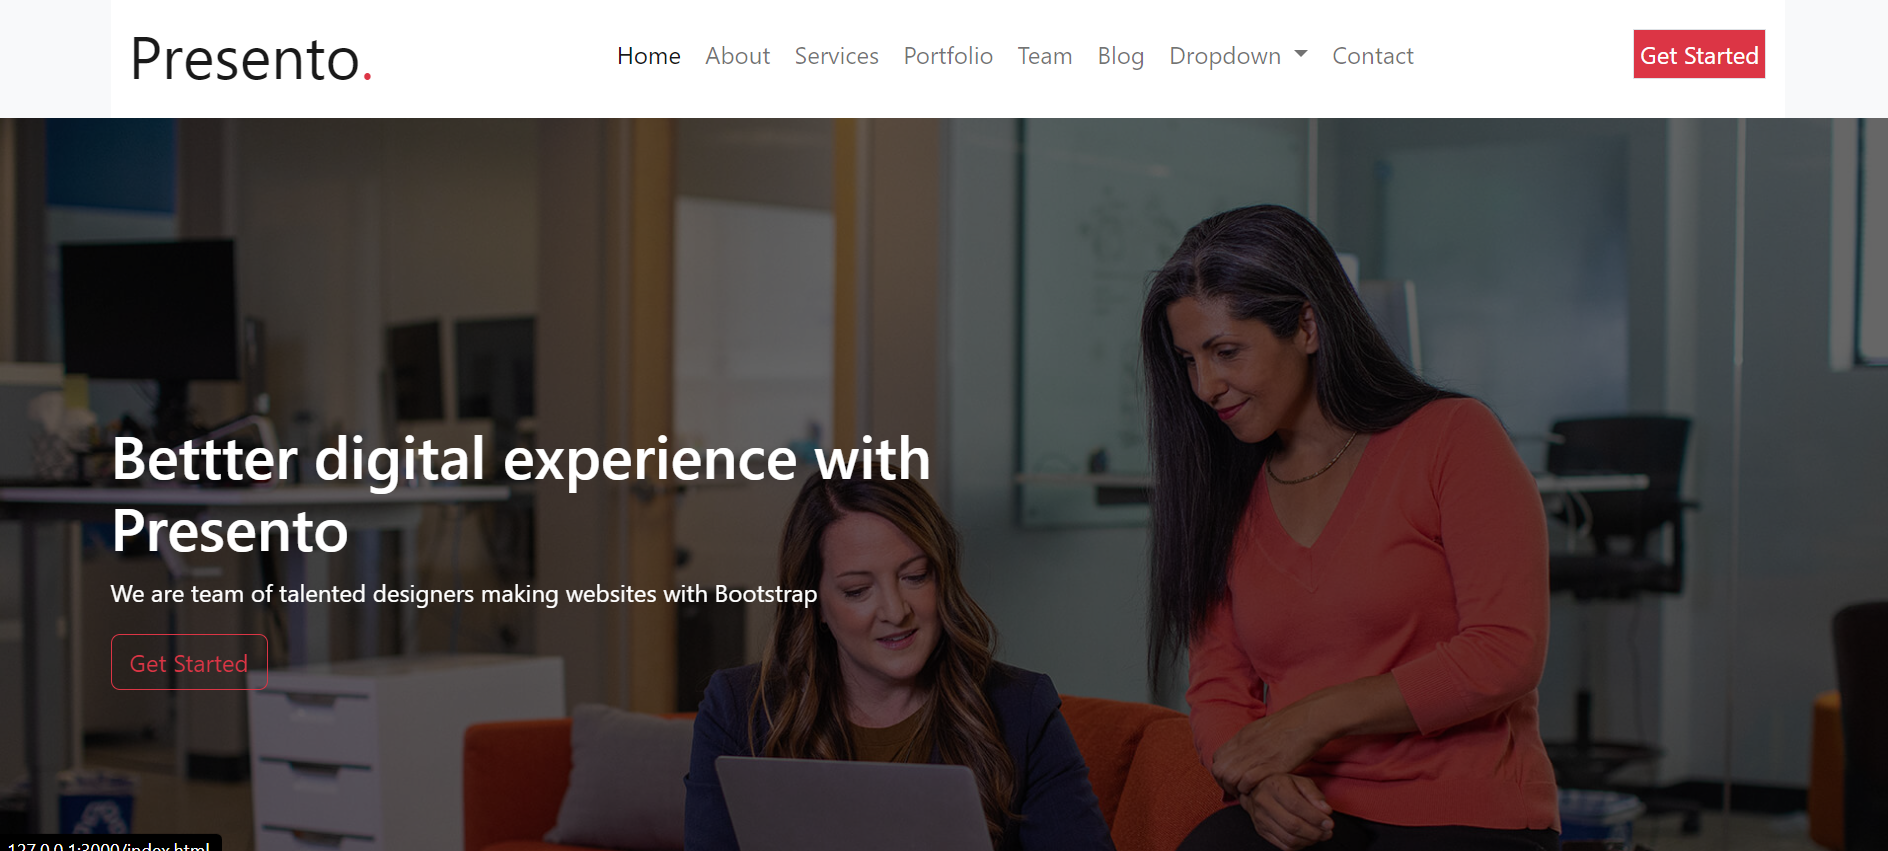 Presento.
Home About Services Portfolio Team Blog Dropdown Contact
Get Started
Bettter digital experience with
Presento
We are team of talented designers making websites with Bootstrap
Get Started
127.0.0.1:3000/index.html